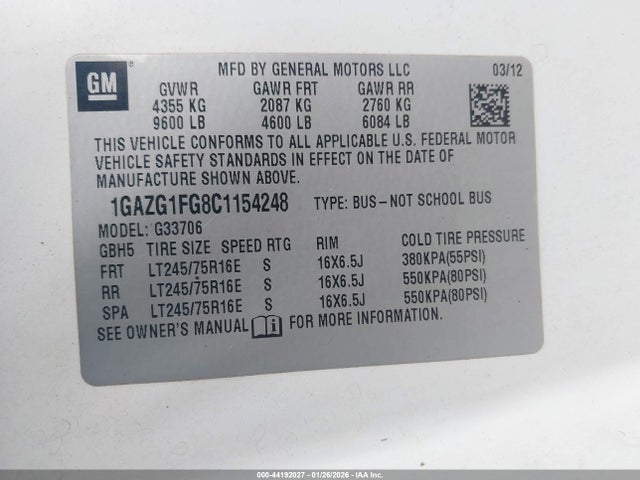 GM
MFD BY GENERAL MOTORS LLC 03/12
GVWR GAWR FRT GAWR RR
4355 KG 2087 KG 2760 KG
9600 LB 4600 LB 6084 LB
THIS VEHICLE CONFORMS TO ALL APPLICABLE U.S. FEDERAL MOTOR
VEHICLE SAFETY STANDARDS IN EFFECT ON THE DATE OF
MANUFACTURE SHOWN ABOVE.
1GAZG1FG8C1154248 TYPE: BUS-NOT SCHOOL BUS
MODEL: G33706
GBH5 TIRE SIZE SPEED RTG RIM COLD TIRE PRESSURE
FRT LT245/75R16E S 16X6.5J 380KPA(55PSI)
RR LT245/75R16E S 16X6.5J 550KPA(80PSI)
SPA LT245/75R16E S 16X6.5J 550KPA(80PSI)
SEE OWNER'S MANUAL FOR MORE INFORMATION.
000-44192027 - 01/26/2026 - IAAI.com